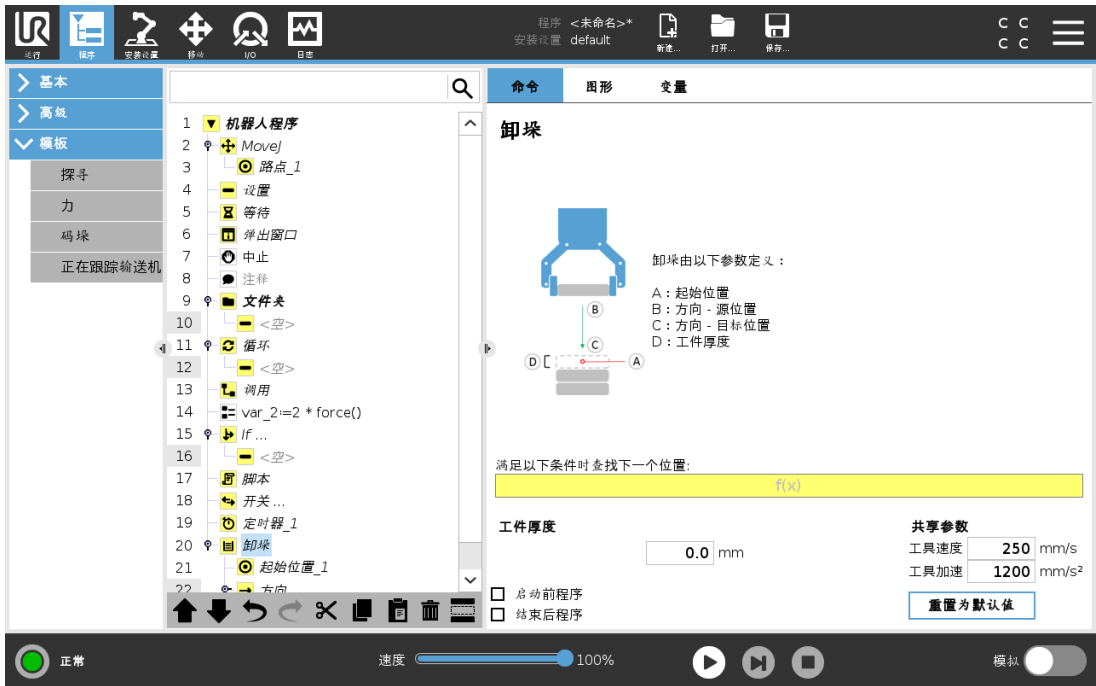 程序 <未命名>*
安装设置 default
C C
C C
运行 程序 安装设置 移动 I/O 日志 新建... 打开... 保存...
基本
高级
模板
探寻
力
码垛
正在跟踪输送机
1 机器人程序
2 MoveJ
3 路点_1
4 设置
5 等待
6 弹出窗口
7 中止
8 注释
9 文件夹
10 <空>
11 循环
12 <空>
13 调用
14 var_2:=2 * force()
15 If ...
16 <空>
17 脚本
18 开关 ...
19 定时器_1
20 卸垛
21 起始位置_1
22 方向
命令 图形 变量
卸垛
B
C
D
A
卸垛由以下参数定义：
A：起始位置
B：方向 - 源位置
C：方向 - 目标位置
D：工件厚度
满足以下条件时查找下一个位置:
f(x)
工件厚度
0.0 mm
启动前程序
结束后程序
共享参数
工具速度 250 mm/s
工具加速 1200 mm/s²
重置为默认值
正常 速度 100% 模拟